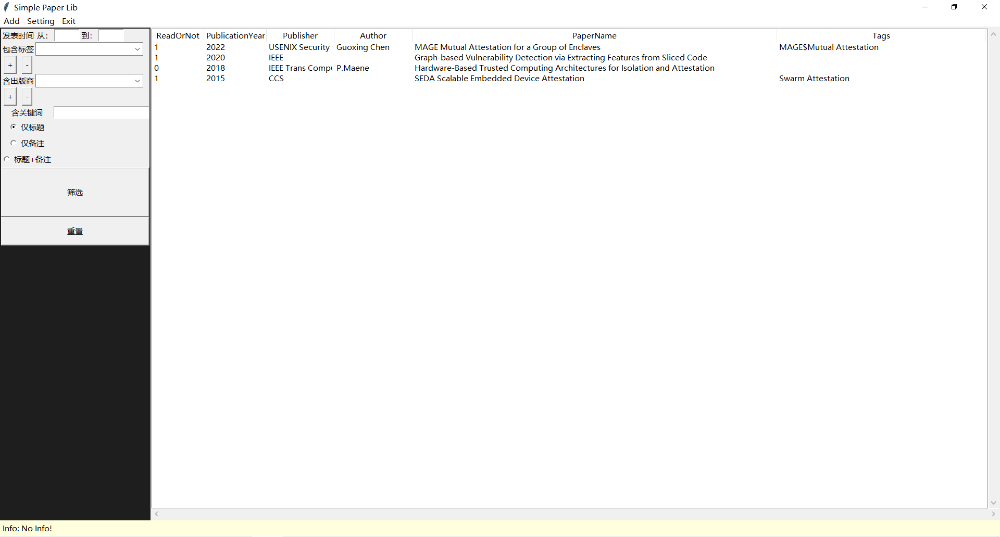 Simple Paper Lib
Add Setting Exit
发表时间 从: 到:
包含标签
+ -
含出版商
+ -
含关键词
仅标题
仅备注
标题+备注
筛选
重置
ReadOrNot PublicationYear Publisher Author PaperName Tags
1 2022 USENIX Security Guoxing Chen MAGE Mutual Attestation for a Group of Enclaves MAGE$Mutual Attestation
1 2020 IEEE Graph-based Vulnerability Detection via Extracting Features from Sliced Code
0 2018 IEEE Trans Compu P.Maene Hardware-Based Trusted Computing Architectures for Isolation and Attestation
1 2015 CCS SEDA Scalable Embedded Device Attestation Swarm Attestation
Info: No Info!